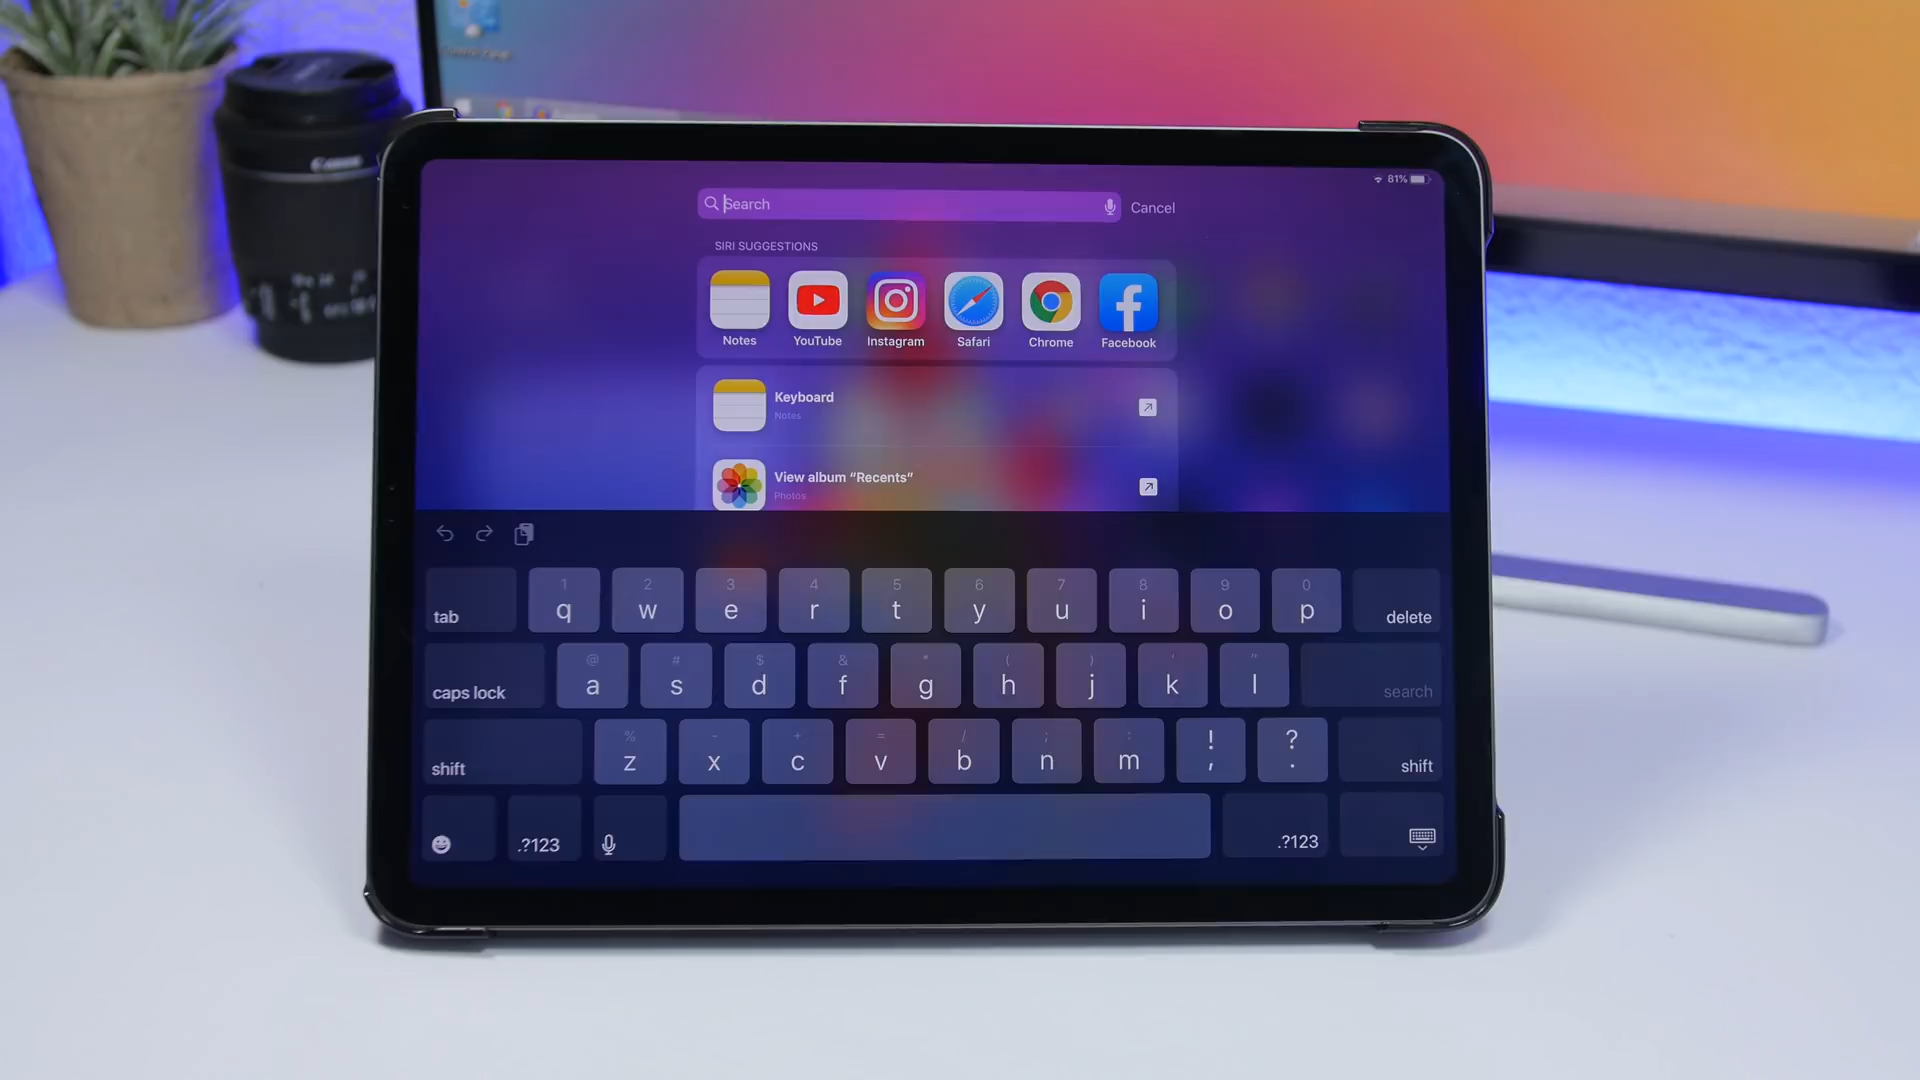 Canon
81%
Search
Cancel
SIRI SUGGESTIONS
Notes YouTube Instagram Safari Chrome Facebook
Keyboard
Notes
View album “Recents”
Photos
1 2 3 4 5 6 7 8 9 0
tab q w e r t y u i o p delete
@ # $ & * ( ) ' "
caps lock a s d f g h j k l search
% - + = / ; : ! ?
shift z x c v b n m , . shift
.?123 .?123